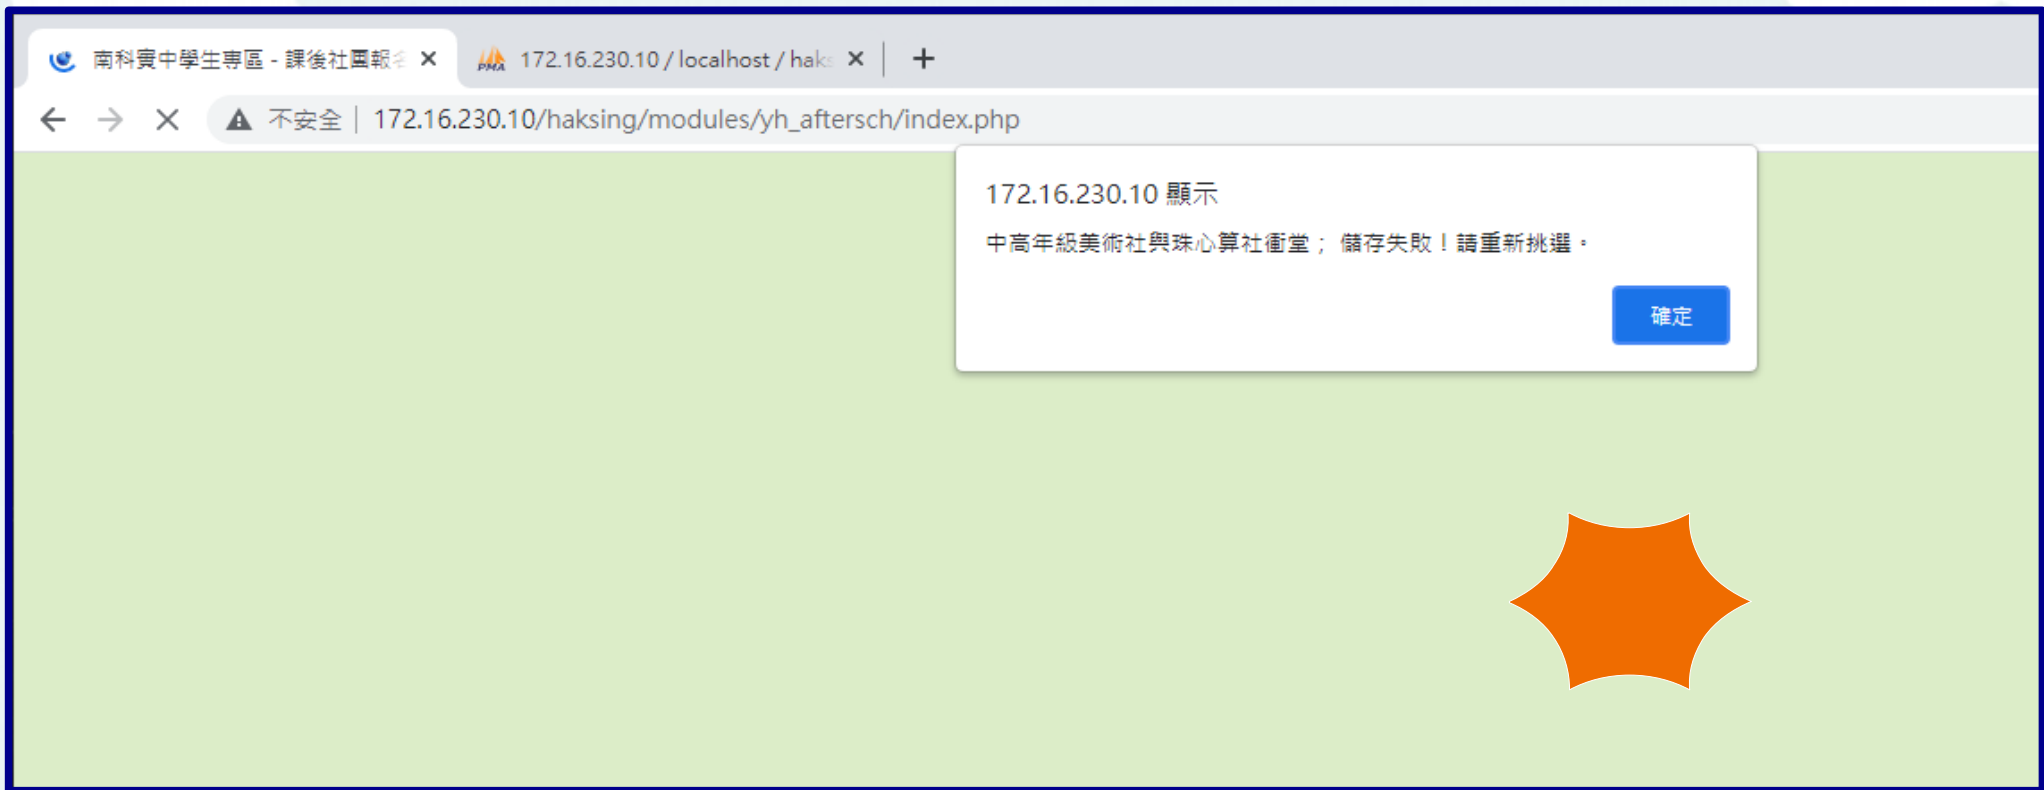 南科實中學生專區 - 課後社團報名
172.16.230.10 / localhost / hak
不安全 | 172.16.230.10/haksing/modules/yh_aftersch/index.php
172.16.230.10 顯示
中高年級美術社與珠心算社衝堂； 儲存失敗！請重新挑選。
確定